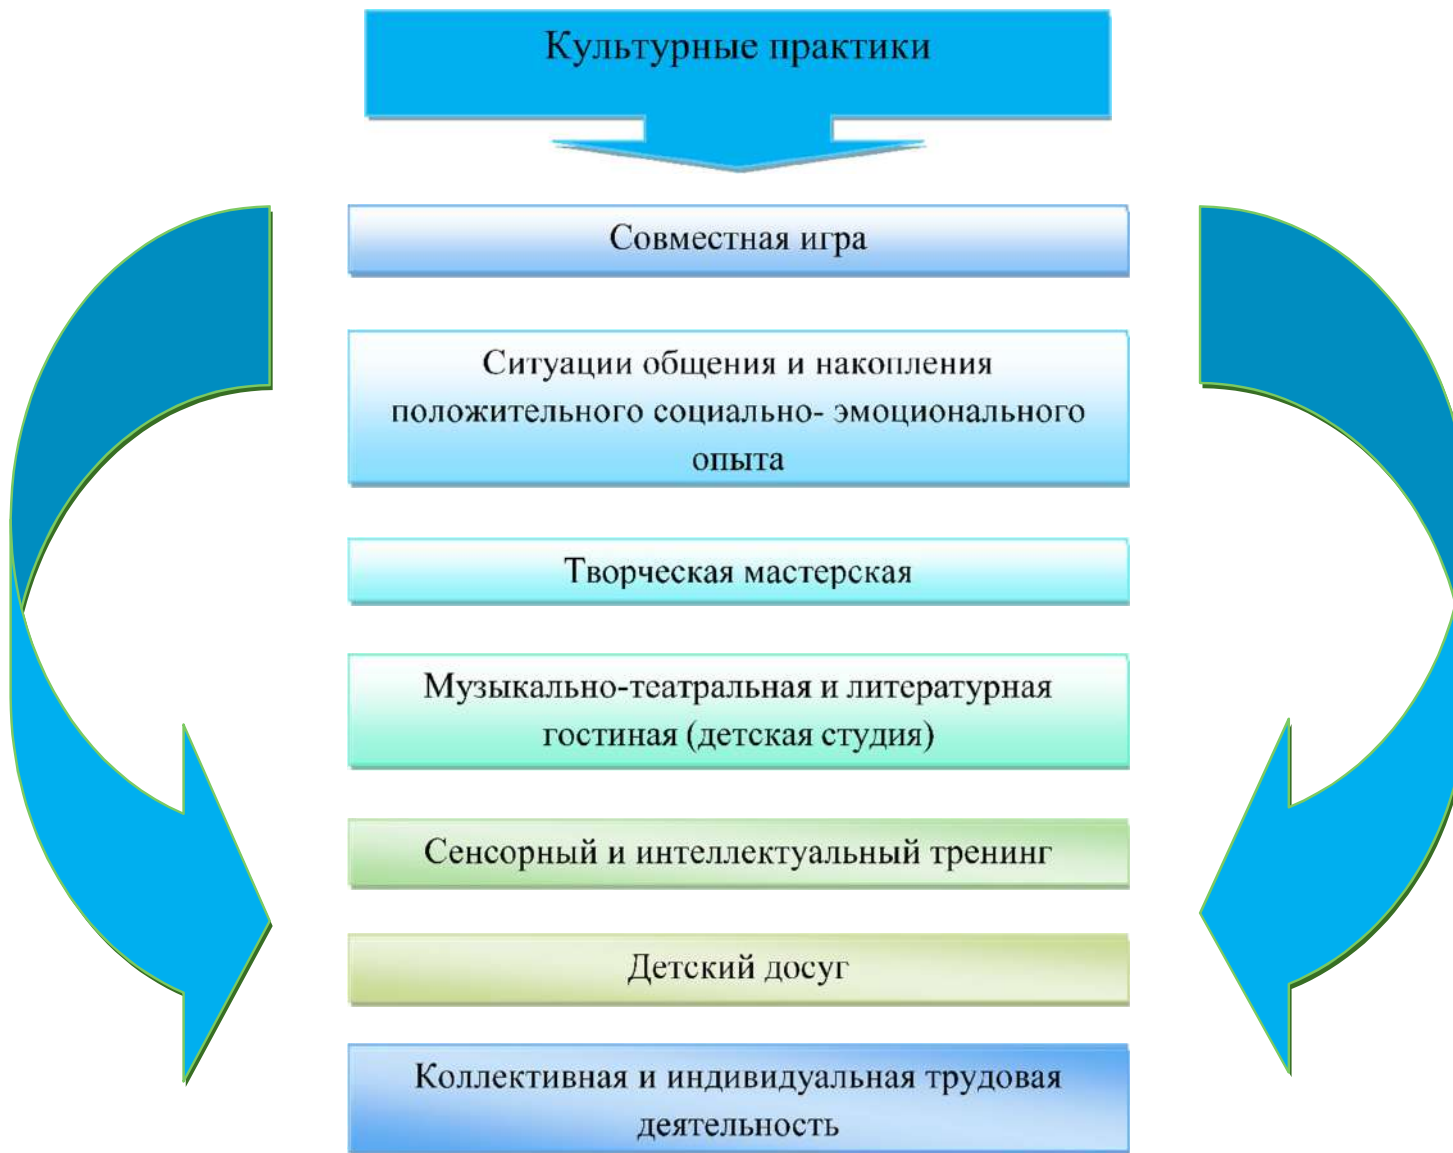 Культурные практики
Совместная игра
Ситуации общения и накопления
положительного социально- эмоционального
опыта
Творческая мастерская
Музыкально-театральная и литературная
гостиная (детская студия)
Сенсорный и интеллектуальный тренинг
Детский досуг
Коллективная и индивидуальная трудовая
деятельность